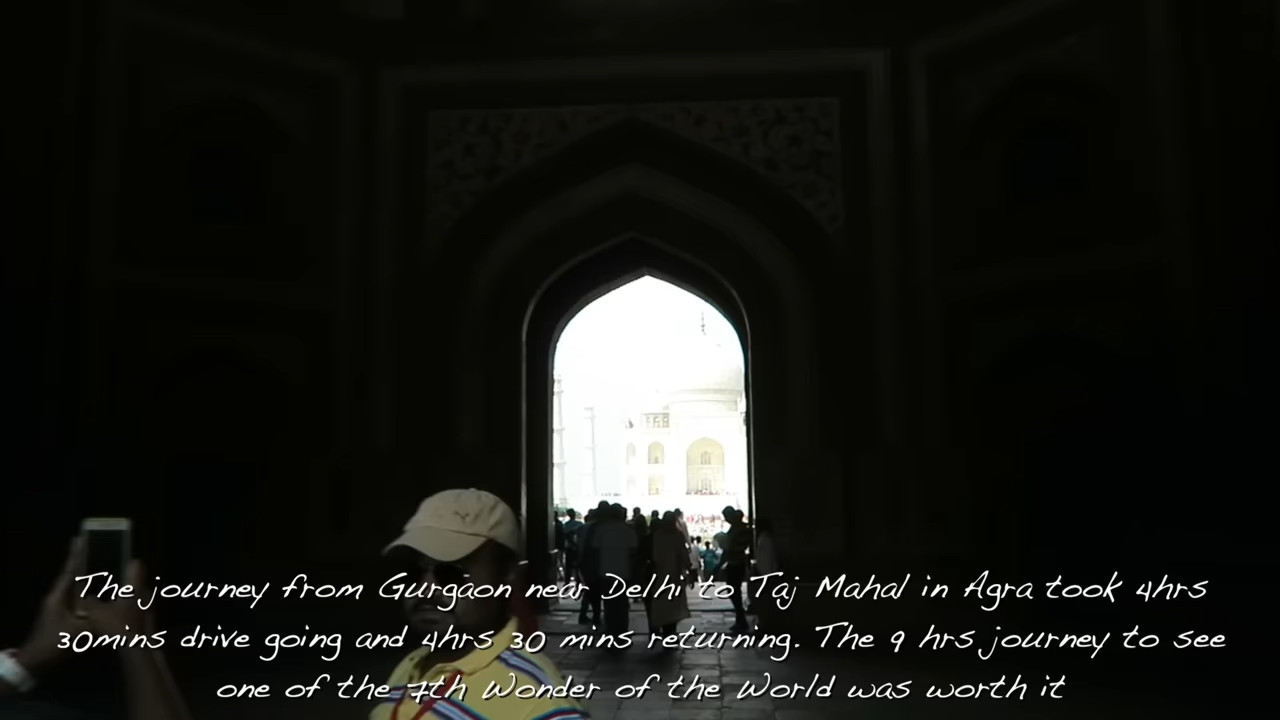 The journey from Gurgaon near Delhi to Taj Mahal in Agra took 4hrs
30mins drive going and 4hrs 30 mins returning. The 9 hrs journey to see
one of the 7th Wonder of the World was worth it